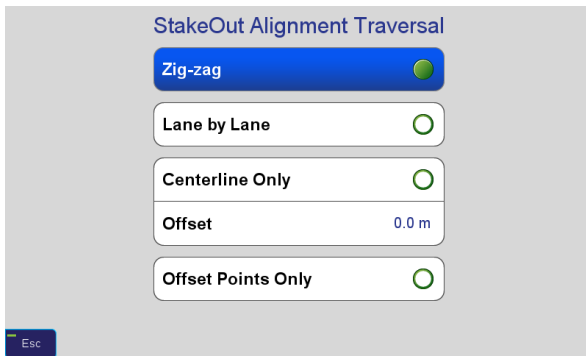 StakeOut Alignment Traversal
Zig-zag
Lane by Lane
Centerline Only
Offset 0.0 m
Offset Points Only
Esc